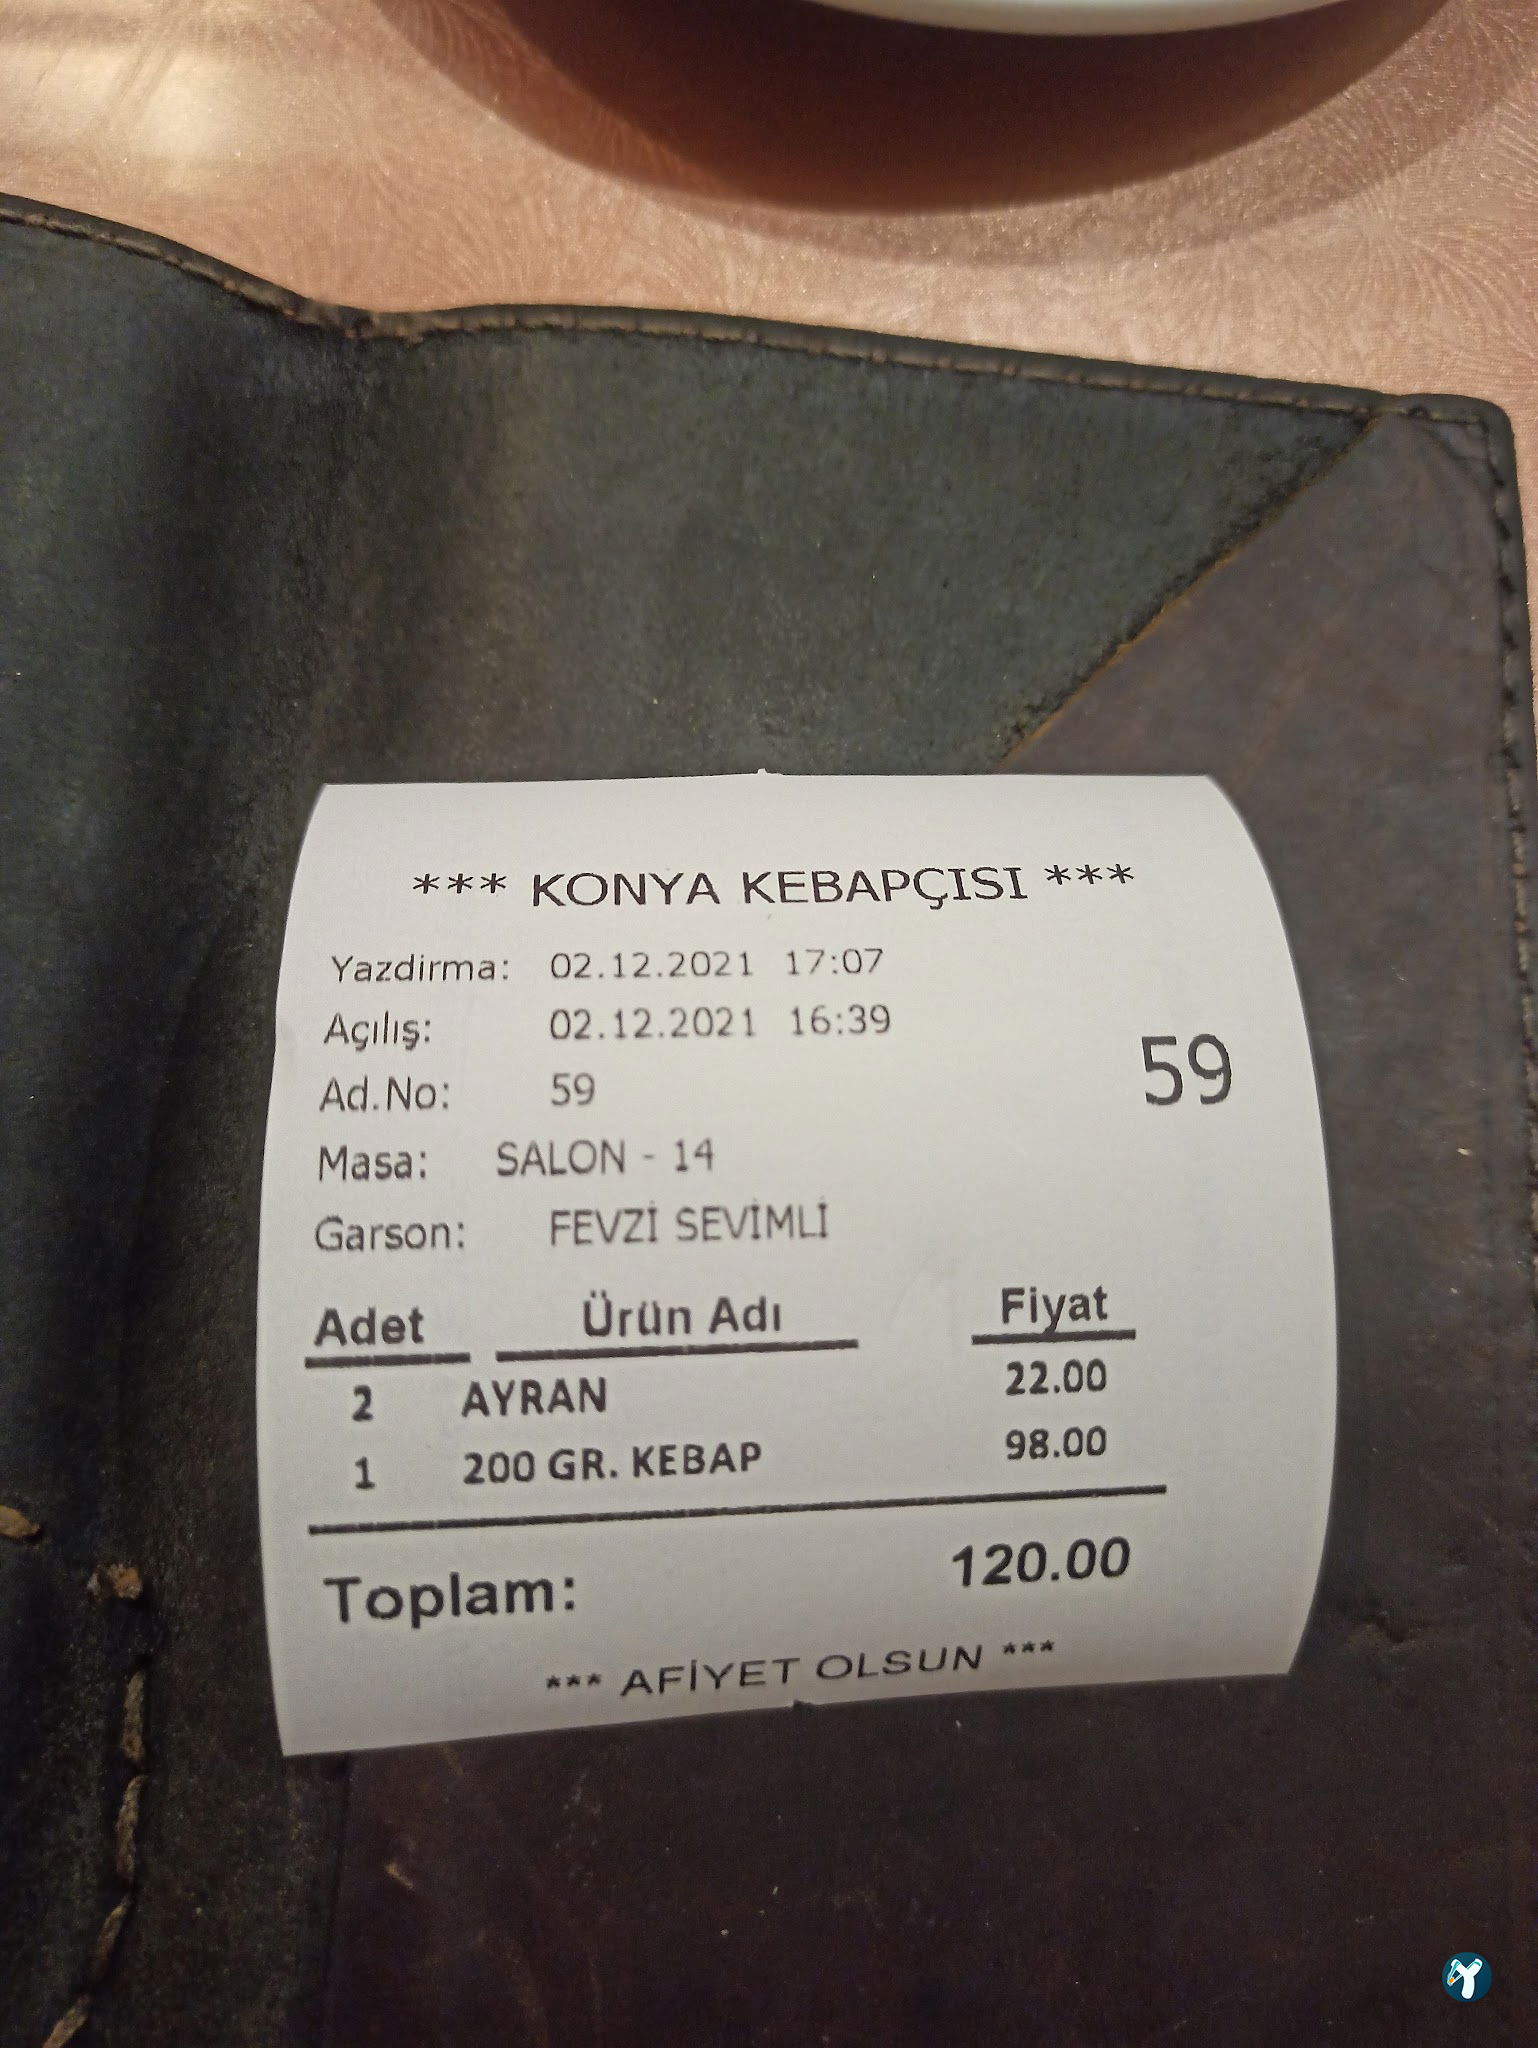 *** KONYA KEBAPÇISI ***
Yazdirma: 02.12.2021 17:07
Açılış: 02.12.2021 16:39
59
Ad.No: 59
Masa: SALON - 14
Garson: FEVZİ SEVİMLİ
Adet Ürün Adı Fiyat
2 AYRAN 22.00
1 200 GR. KEBAP 98.00
Toplam: 120.00
*** AFİYET OLSUN ***